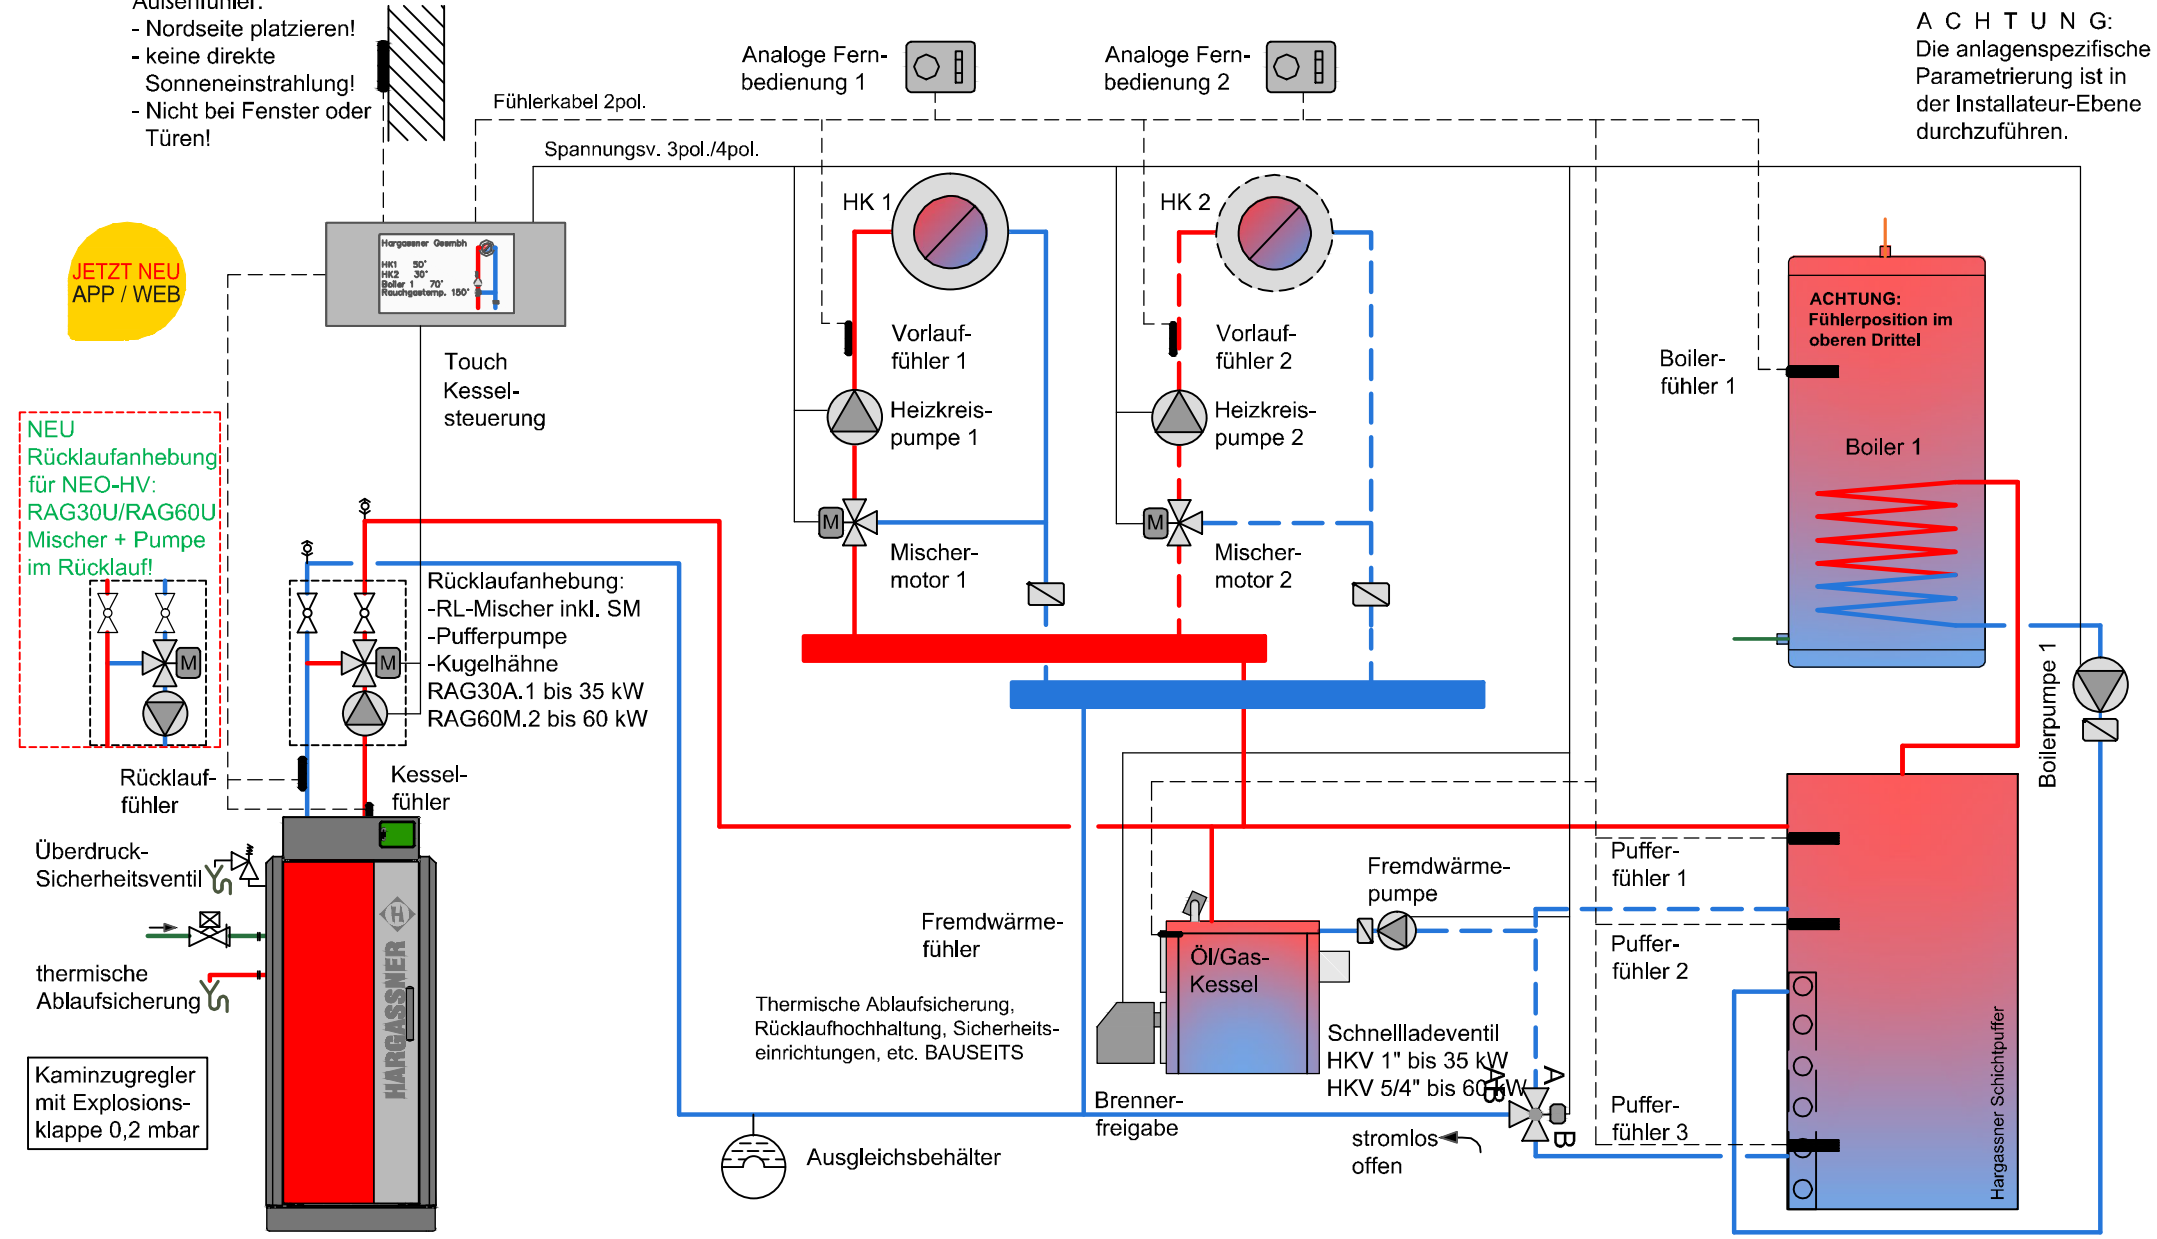 Außenfühler:
- Nordseite platzieren!
- keine direkte
Sonneneinstrahlung!
- Nicht bei Fenster oder
Türen!
Fühlerkabel 2pol.
Spannungsv. 3pol./4pol.
Analoge Fern-
bedienung 1
Analoge Fern-
bedienung 2
A C H T U N G:
Die anlagenspezifische
Parametrierung ist in
der Installateur-Ebene
durchzuführen.
JETZT NEU
APP / WEB
Hargassner Gesmbh
HK1 50°
HK2 30°
Boiler 1 70°
Rauchgastemp. 150°
Touch
Kessel-
steuerung
HK 1
HK 2
Vorlauf-
fühler 1
Vorlauf-
fühler 2
Heizkreis-
pumpe 1
Heizkreis-
pumpe 2
M
M
Mischer-
motor 1
Mischer-
motor 2
ACHTUNG:
Fühlerposition im
oberen Drittel
Boiler-
fühler 1
Boiler 1
Boilerpumpe 1
NEU
Rücklaufanhebung
für NEO-HV:
RAG30U/RAG60U
Mischer + Pumpe
im Rücklauf!
M
M
Rücklaufanhebung:
-RL-Mischer inkl. SM
-Pufferpumpe
-Kugelhähne
RAG30A.1 bis 35 kW
RAG60M.2 bis 60 kW
Rücklauf-
fühler
Kessel-
fühler
Überdruck-
Sicherheitsventil
thermische
Ablaufsicherung
H
HARGASSNER
Kaminzugregler
mit Explosions-
klappe 0,2 mbar
Fremdwärme-
fühler
Fremdwärme-
pumpe
Öl/Gas-
Kessel
Thermische Ablaufsicherung,
Rücklaufhochhaltung, Sicherheits-
einrichtungen, etc. BAUSEITS
Schnellladeventil
HKV 1" bis 35 kW
HKV 5/4" bis 60 kW
A
AB
B
Brenner-
freigabe
stromlos
offen
Ausgleichsbehälter
Puffer-
fühler 1
Puffer-
fühler 2
Puffer-
fühler 3
Hargassner Schichtpuffer